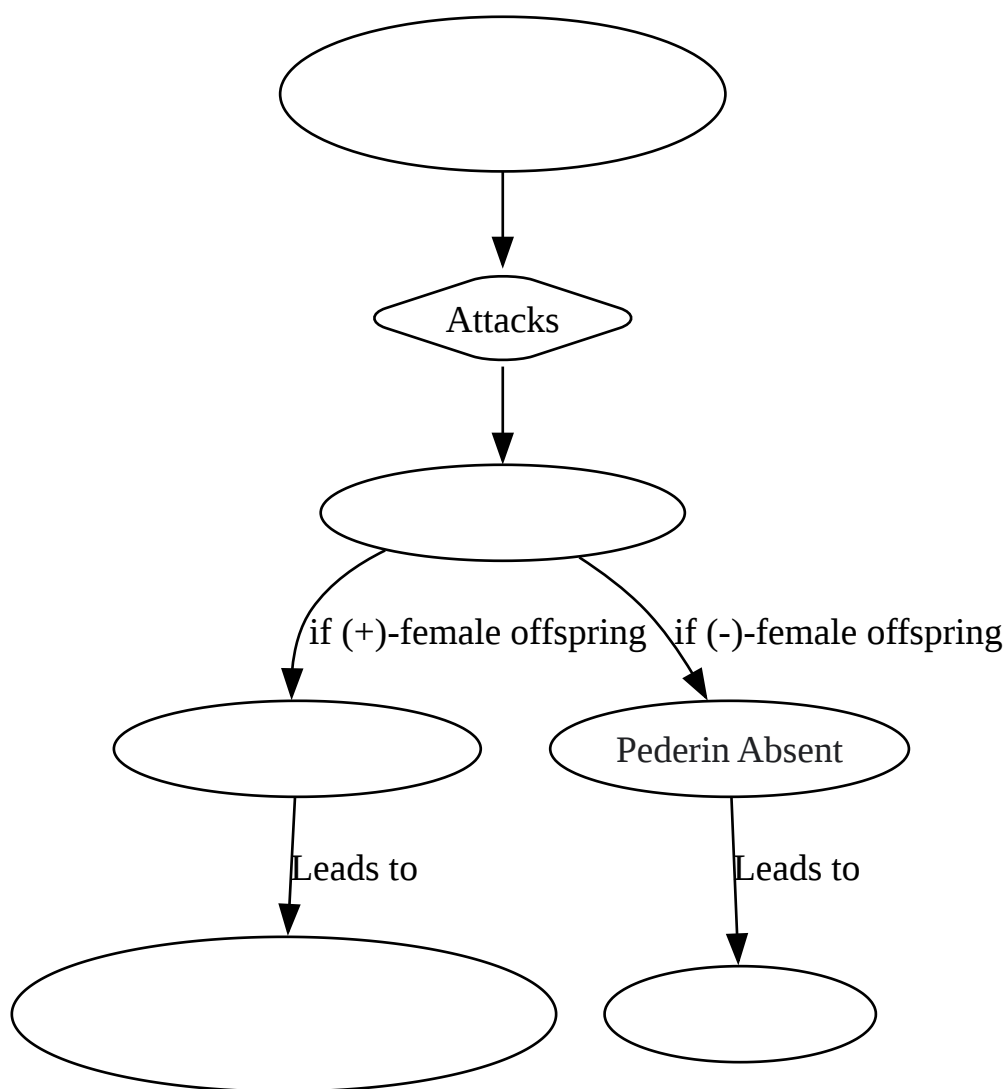 Attacks
if (+)-female offspring
if (-)-female offspring
Pederin Absent
Leads to
Leads to